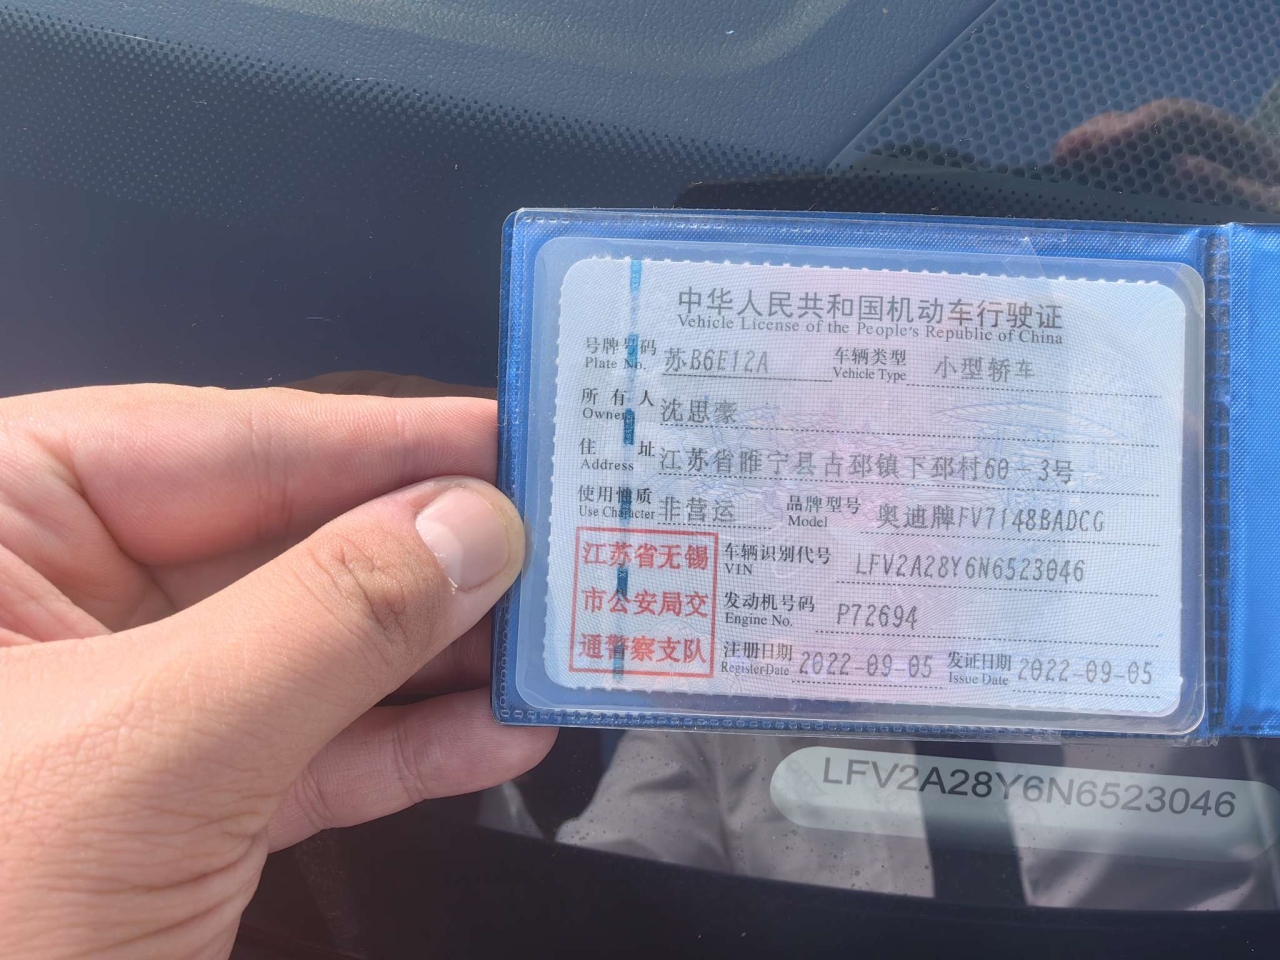 中华人民共和国机动车行驶证
Vehicle License of the People's Republic of China
号牌号码 苏B6E12A 车辆类型 小型轿车
Plate No. Vehicle Type
所有人 沈思豪
Owner
住址 江苏省睢宁县古邳镇下邳村60-3号
Address
使用性质 非营运 品牌型号 奥迪牌FV7148BADCG
Use Character Model
江苏省无锡
市公安局交
通警察支队
车辆识别代号 LFV2A28Y6N6523046
VIN
发动机号码 P72694
Engine No.
注册日期 2022-09-05 发证日期 2022-09-05
Register Date Issue Date
LFV2A28Y6N6523046